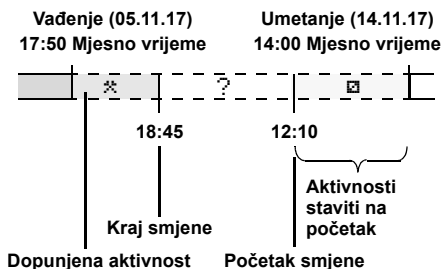 Vađenje (05.11.17)
17:50 Mjesno vrijeme
Umetanje (14.11.17)
14:00 Mjesno vrijeme
?
18:45
12:10
Aktivnosti
staviti na
početak
Kraj smjene
Dopunjena aktivnost
Početak smjene